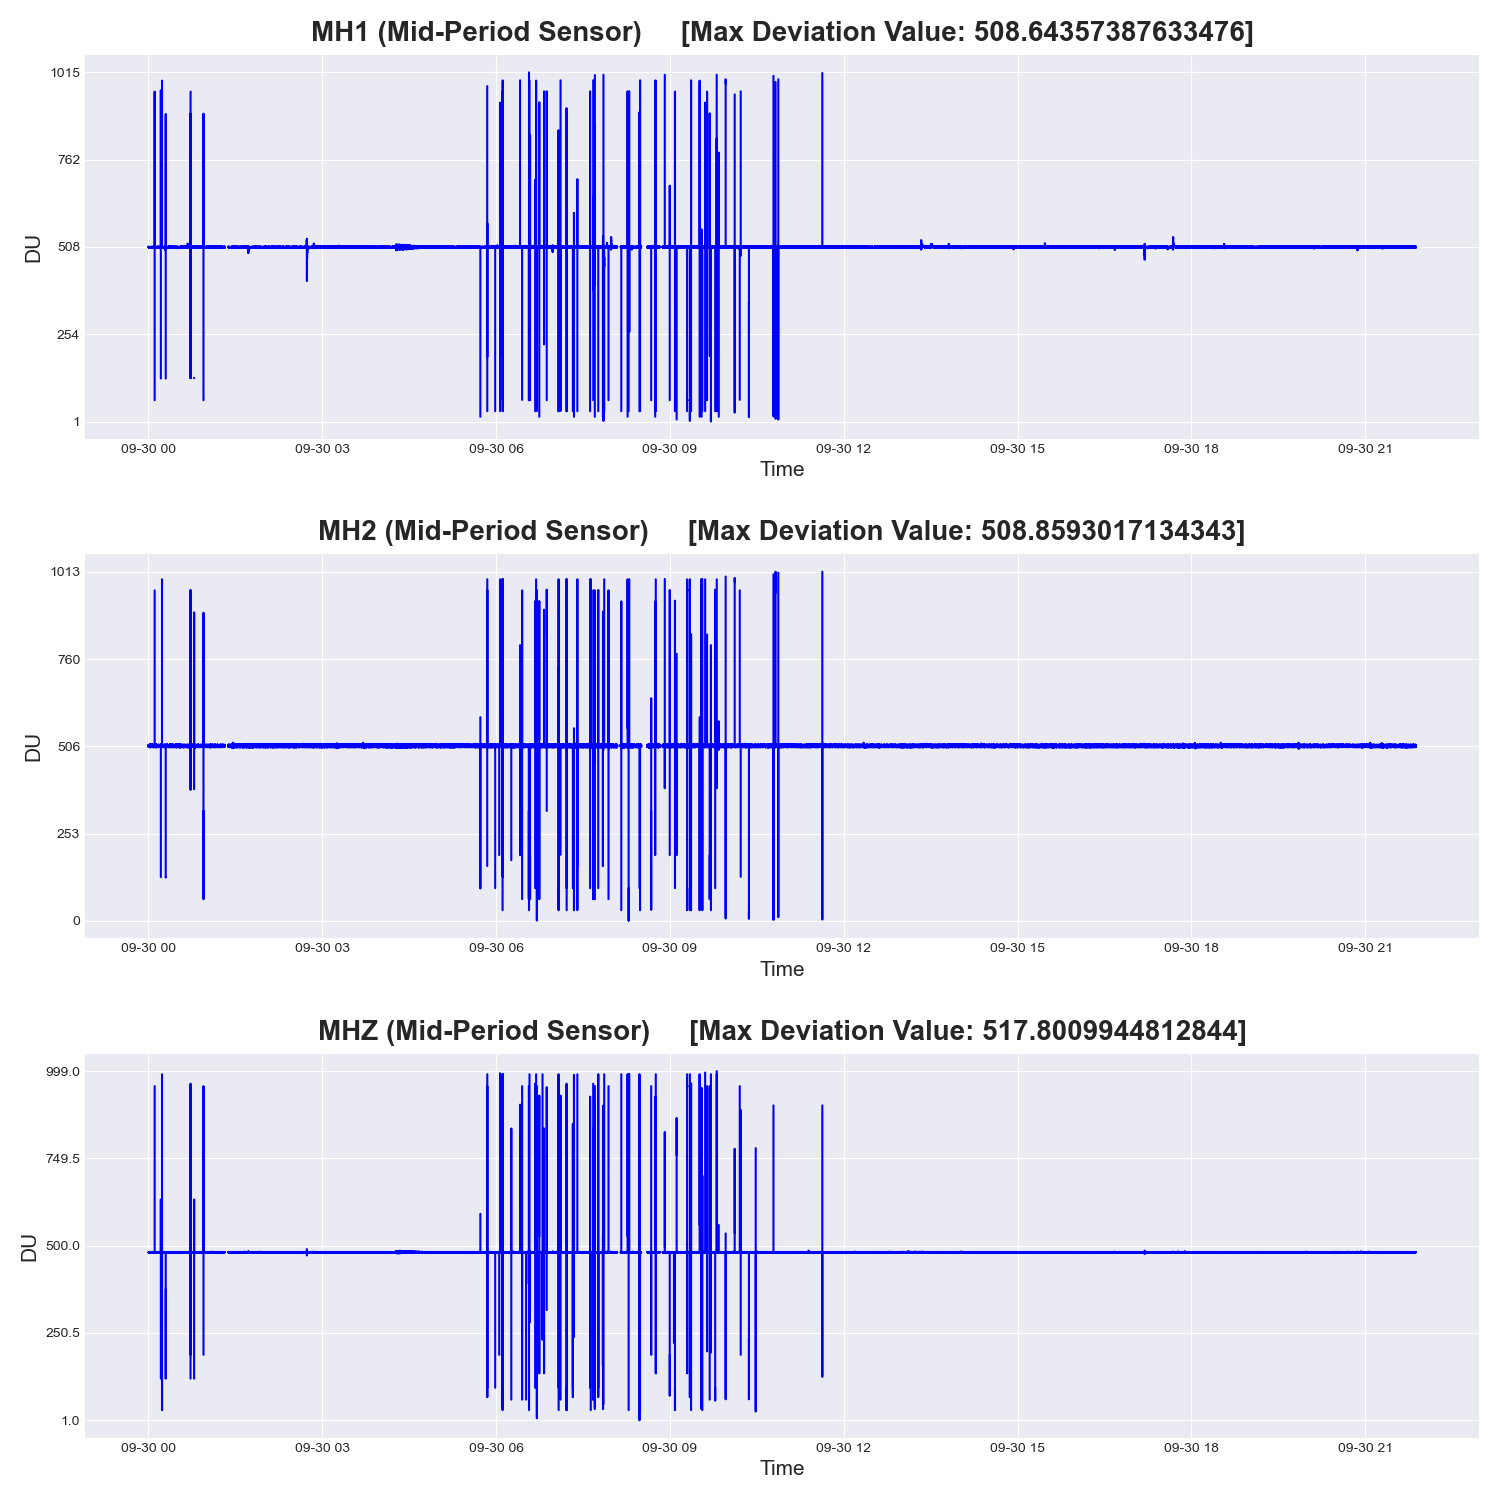 MH1 (Mid-Period Sensor) [Max Deviation Value: 508.64357387633476]
1015
762
508
254
1
DU
09-30 00 09-30 03 09-30 06 09-30 09 09-30 12 09-30 15 09-30 18 09-30 21
Time
MH2 (Mid-Period Sensor) [Max Deviation Value: 508.8593017134343]
1013
760
506
253
0
DU
09-30 00 09-30 03 09-30 06 09-30 09 09-30 12 09-30 15 09-30 18 09-30 21
Time
MHZ (Mid-Period Sensor) [Max Deviation Value: 517.8009944812844]
999.0
749.5
500.0
250.5
1.0
DU
09-30 00 09-30 03 09-30 06 09-30 09 09-30 12 09-30 15 09-30 18 09-30 21
Time